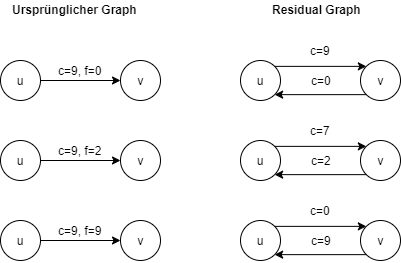 Ursprünglicher Graph
Residual Graph
u
c=9, f=0
v
u
c=9
c=0
v
u
c=9, f=2
v
u
c=7
c=2
v
u
c=9, f=9
v
u
c=0
c=9
v